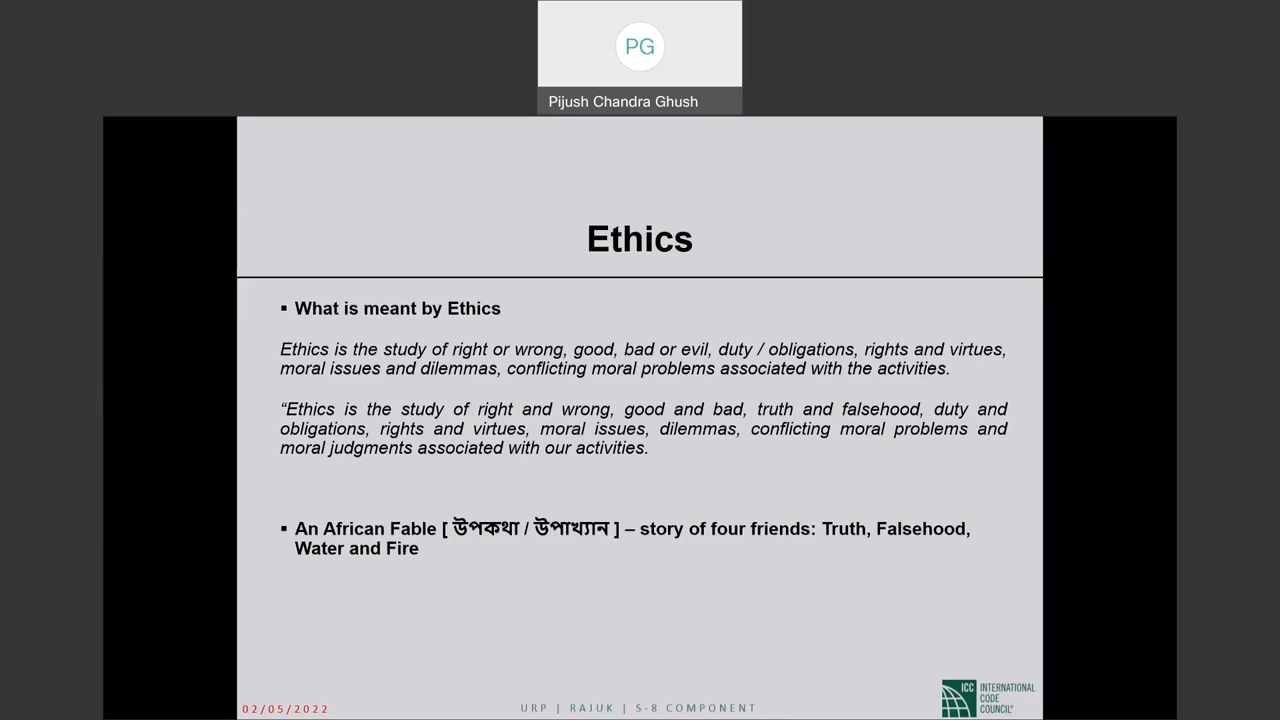 PG
Pijush Chandra Ghush
Ethics
▪ What is meant by Ethics
Ethics is the study of right or wrong, good, bad or evil, duty / obligations, rights and virtues,
moral issues and dilemmas, conflicting moral problems associated with the activities.
“Ethics is the study of right and wrong, good and bad, truth and falsehood, duty and
obligations, rights and virtues, moral issues, dilemmas, conflicting moral problems and
moral judgments associated with our activities.
▪ An African Fable [ উপকথা / উপাখ্যান ] – story of four friends: Truth, Falsehood,
Water and Fire
02/05/2022
URP | RAJUK | S-8 COMPONENT
ICC INTERNATIONAL
CODE
COUNCIL®